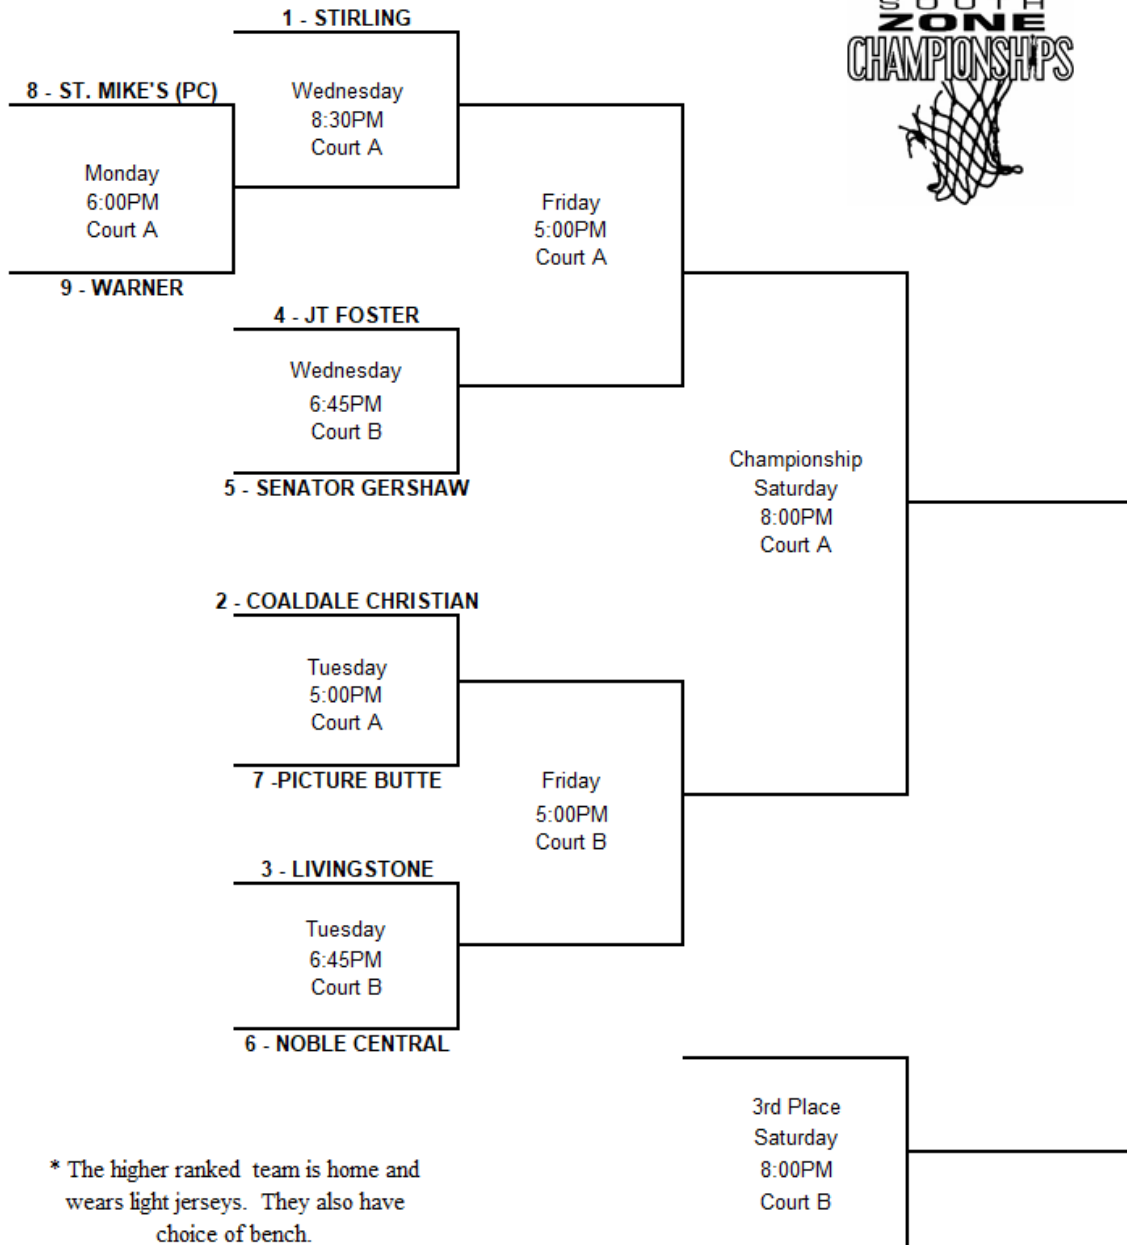 SOUTH
ZONE
CHAMPIONSHIPS
1 - STIRLING
8 - ST. MIKE'S (PC)
Wednesday
8:30PM
Court A
Monday
6:00PM
Court A
Friday
5:00PM
Court A
9 - WARNER
4 - JT FOSTER
Wednesday
6:45PM
Court B
5 - SENATOR GERSHAW
Championship
Saturday
8:00PM
Court A
2 - COALDALE CHRISTIAN
Tuesday
5:00PM
Court A
7 -PICTURE BUTTE
Friday
5:00PM
Court B
3 - LIVINGSTONE
Tuesday
6:45PM
Court B
6 - NOBLE CENTRAL
3rd Place
Saturday
8:00PM
Court B
* The higher ranked team is home and
wears light jerseys. They also have
choice of bench.